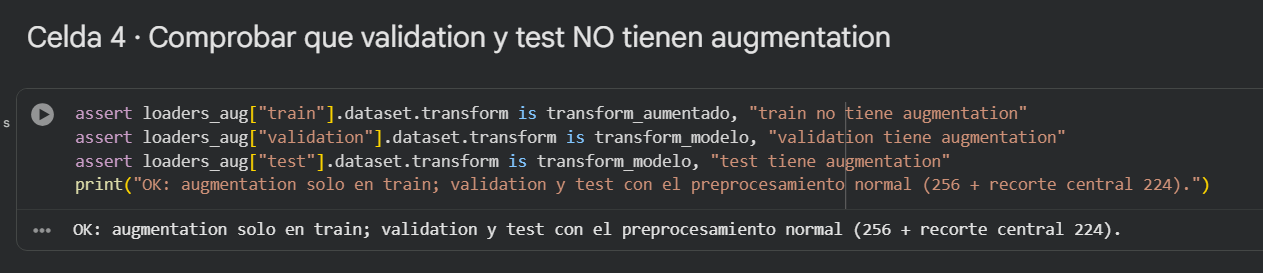 Celda 4 · Comprobar que validation y test NO tienen augmentation
assert loaders_aug["train"].dataset.transform is transform_aumentado, "train no tiene augmentation"
s
assert loaders_aug["validation"].dataset.transform is transform_modelo, "validation tiene augmentation"
assert loaders_aug["test"].dataset.transform is transform_modelo, "test tiene augmentation"
print("OK: augmentation solo en train; validation y test con el preprocesamiento normal (256 + recorte central 224).")
OK: augmentation solo en train; validation y test con el preprocesamiento normal (256 + recorte central 224).